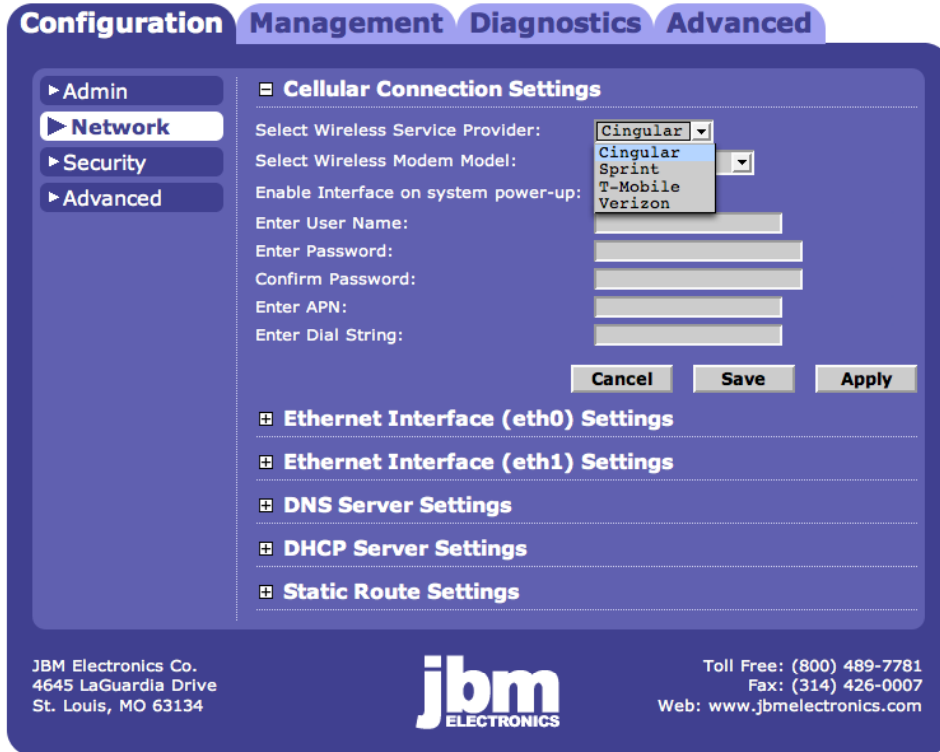 Configuration Management Diagnostics Advanced
Admin
Network
Security
Advanced
Cellular Connection Settings
Select Wireless Service Provider: Cingular
Cingular
Sprint
T-Mobile
Verizon
Select Wireless Modem Model:
Enable Interface on system power-up:
Enter User Name:
Enter Password:
Confirm Password:
Enter APN:
Enter Dial String:
Cancel Save Apply
Ethernet Interface (eth0) Settings
Ethernet Interface (eth1) Settings
DNS Server Settings
DHCP Server Settings
Static Route Settings
JBM Electronics Co.
4645 LaGuardia Drive
St. Louis, MO 63134
jbm
ELECTRONICS
Toll Free: (800) 489-7781
Fax: (314) 426-0007
Web: www.jbmelectronics.com